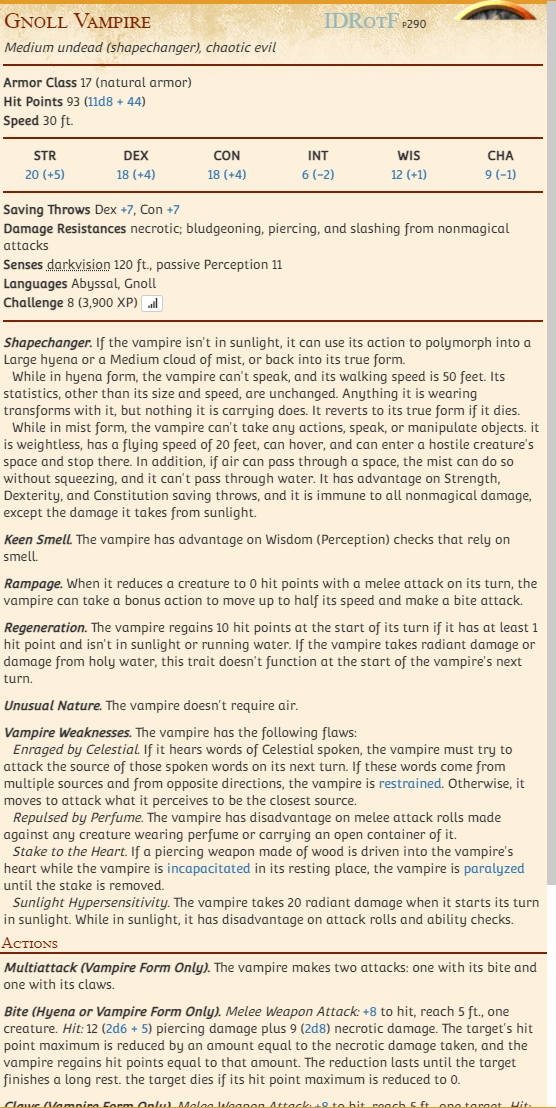 Gnoll Vampire IDRotF p290
Medium undead (shapechanger), chaotic evil
Armor Class 17 (natural armor)
Hit Points 93 (11d8 + 44)
Speed 30 ft.
STR DEX CON INT WIS CHA
20 (+5) 18 (+4) 18 (+4) 6 (−2) 12 (+1) 9 (−1)
Saving Throws Dex +7, Con +7
Damage Resistances necrotic; bludgeoning, piercing, and slashing from nonmagical
attacks
Senses darkvision 120 ft., passive Perception 11
Languages Abyssal, Gnoll
Challenge 8 (3,900 XP)
Shapechanger. If the vampire isn't in sunlight, it can use its action to polymorph into a
Large hyena or a Medium cloud of mist, or back into its true form.
While in hyena form, the vampire can't speak, and its walking speed is 50 feet. Its
statistics, other than its size and speed, are unchanged. Anything it is wearing
transforms with it, but nothing it is carrying does. It reverts to its true form if it dies.
While in mist form, the vampire can't take any actions, speak, or manipulate objects. it
is weightless, has a flying speed of 20 feet, can hover, and can enter a hostile creature's
space and stop there. In addition, if air can pass through a space, the mist can do so
without squeezing, and it can't pass through water. It has advantage on Strength,
Dexterity, and Constitution saving throws, and it is immune to all nonmagical damage,
except the damage it takes from sunlight.
Keen Smell. The vampire has advantage on Wisdom (Perception) checks that rely on
smell.
Rampage. When it reduces a creature to 0 hit points with a melee attack on its turn, the
vampire can take a bonus action to move up to half its speed and make a bite attack.
Regeneration. The vampire regains 10 hit points at the start of its turn if it has at least 1
hit point and isn't in sunlight or running water. If the vampire takes radiant damage or
damage from holy water, this trait doesn't function at the start of the vampire's next
turn.
Unusual Nature. The vampire doesn't require air.
Vampire Weaknesses. The vampire has the following flaws:
Enraged by Celestial. If it hears words of Celestial spoken, the vampire must try to
attack the source of those spoken words on its next turn. If these words come from
multiple sources and from opposite directions, the vampire is restrained. Otherwise, it
moves to attack what it perceives to be the closest source.
Repulsed by Perfume. The vampire has disadvantage on melee attack rolls made
against any creature wearing perfume or carrying an open container of it.
Stake to the Heart. If a piercing weapon made of wood is driven into the vampire's
heart while the vampire is incapacitated in its resting place, the vampire is paralyzed
until the stake is removed.
Sunlight Hypersensitivity. The vampire takes 20 radiant damage when it starts its turn
in sunlight. While in sunlight, it has disadvantage on attack rolls and ability checks.
Actions
Multiattack (Vampire Form Only). The vampire makes two attacks: one with its bite and
one with its claws.
Bite (Hyena or Vampire Form Only). Melee Weapon Attack: +8 to hit, reach 5 ft., one
creature. Hit: 12 (2d6 + 5) piercing damage plus 9 (2d8) necrotic damage. The target's hit
point maximum is reduced by an amount equal to the necrotic damage taken, and the
vampire regains hit points equal to that amount. The reduction lasts until the target
finishes a long rest. the target dies if its hit point maximum is reduced to 0.
Claws (Vampire Form Only). Melee Weapon Attack: +8 to hit, reach 5 ft., one target. Hit: